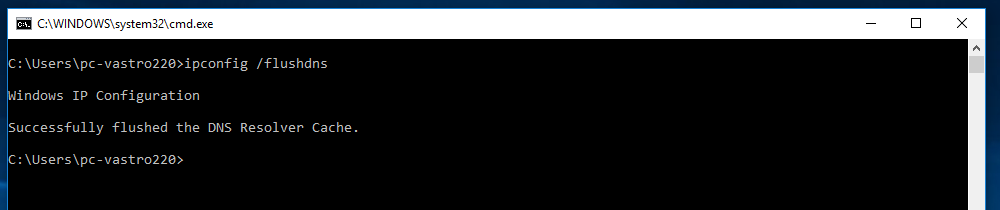 C:\WINDOWS\system32\cmd.exe
C:\Users\pc-vastro220>ipconfig /flushdns
Windows IP Configuration
Successfully flushed the DNS Resolver Cache.
C:\Users\pc-vastro220>